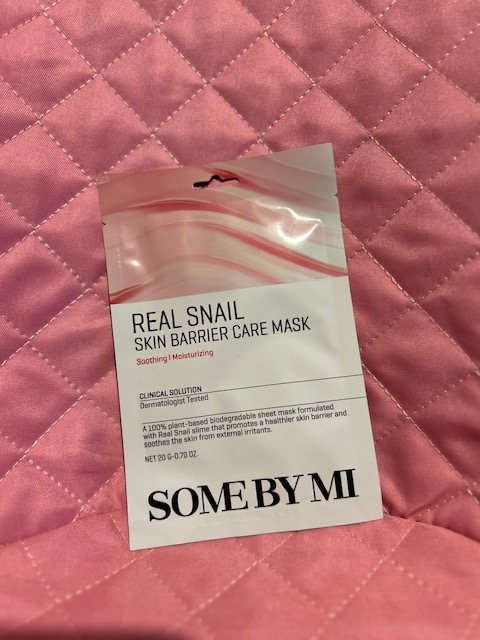 REAL SNAIL
SKIN BARRIER CARE MASK
Soothing | Moisturizing
CLINICAL SOLUTION
Dermatologist Tested
A 100% plant-based biodegradable sheet mask formulated
with Real Snail slime that promotes a healthier skin barrier and
soothes the skin from external irritants.
NET 20 G-0.70 OZ.
SOME BY MI